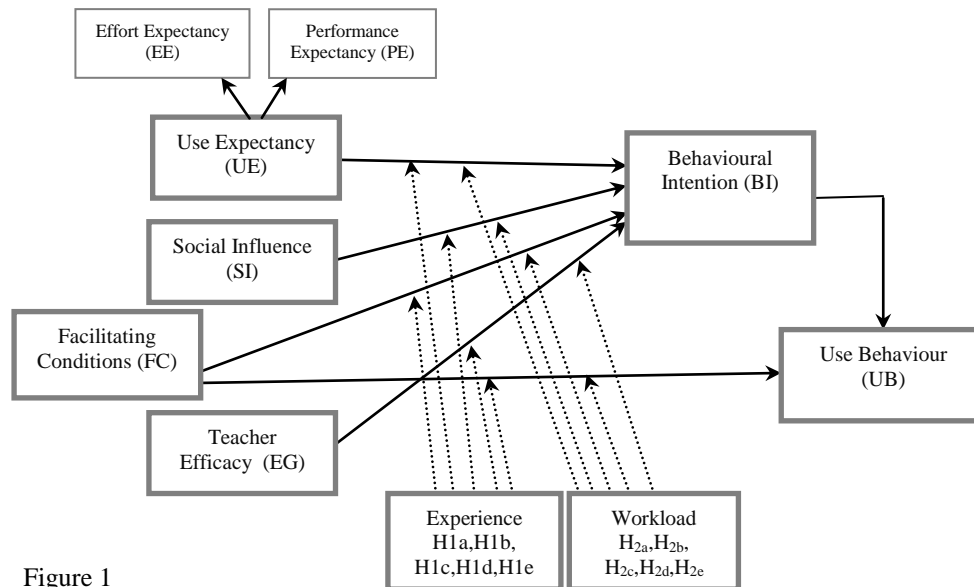 Effort Expectancy
(EE)
Performance
Expectancy (PE)
Use Expectancy
(UE)
Behavioural
Intention (BI)
Social Influence
(SI)
Facilitating
Conditions (FC)
Use Behaviour
(UB)
Teacher
Efficacy (EG)
Experience
H1a,H1b,
H1c,H1d,H1e
Workload
H2a,H2b,
H2c,H2d,H2e
Figure 1